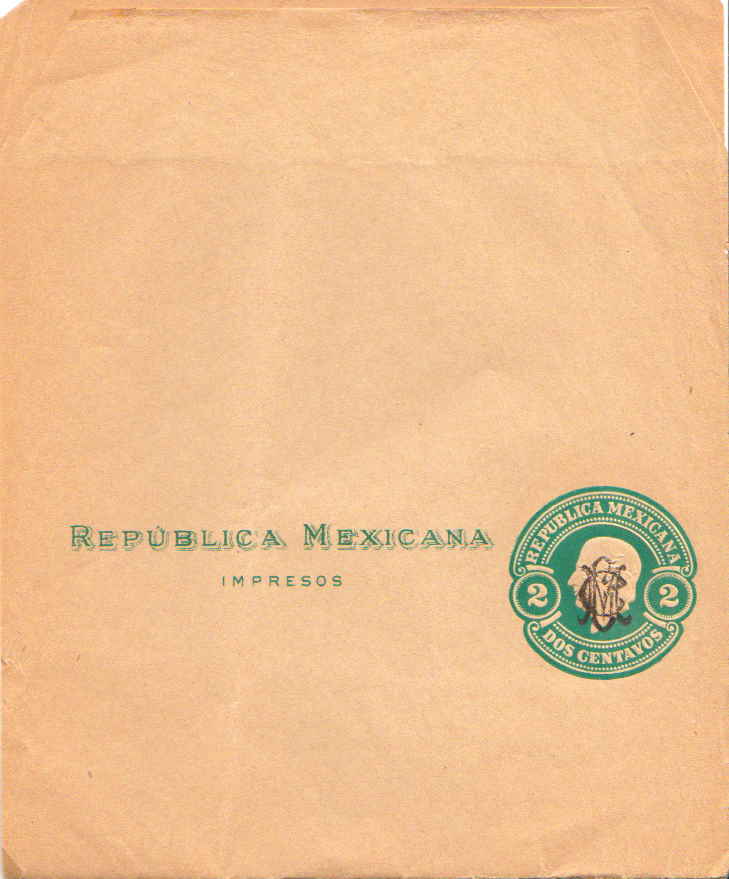 REPÚBLICA MEXICANA
IMPRESOS
REPUBLICA MEXICANA
2 2
DOS CENTAVOS